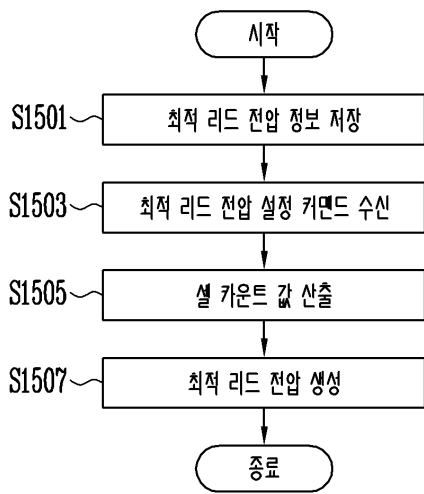 시작
S1501 최적 리드 전압 정보 저장
S1503 최적 리드 전압 설정 커맨드 수신
S1505 셀 카운트 값 산출
S1507 최적 리드 전압 생성
종료